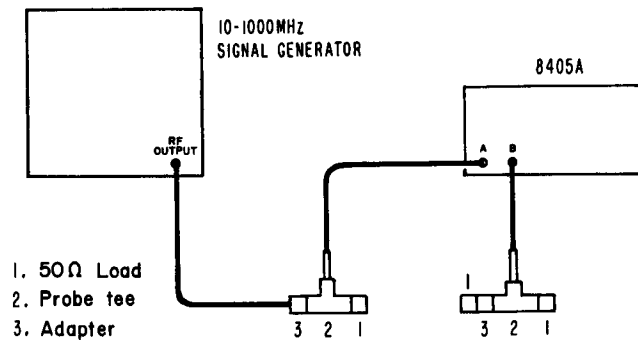 10-1000MHz
SIGNAL GENERATOR
8405A
RF
OUTPUT
A B
1. 50Ω Load
2. Probe tee
3. Adapter
3 2 1
1
3 2 1